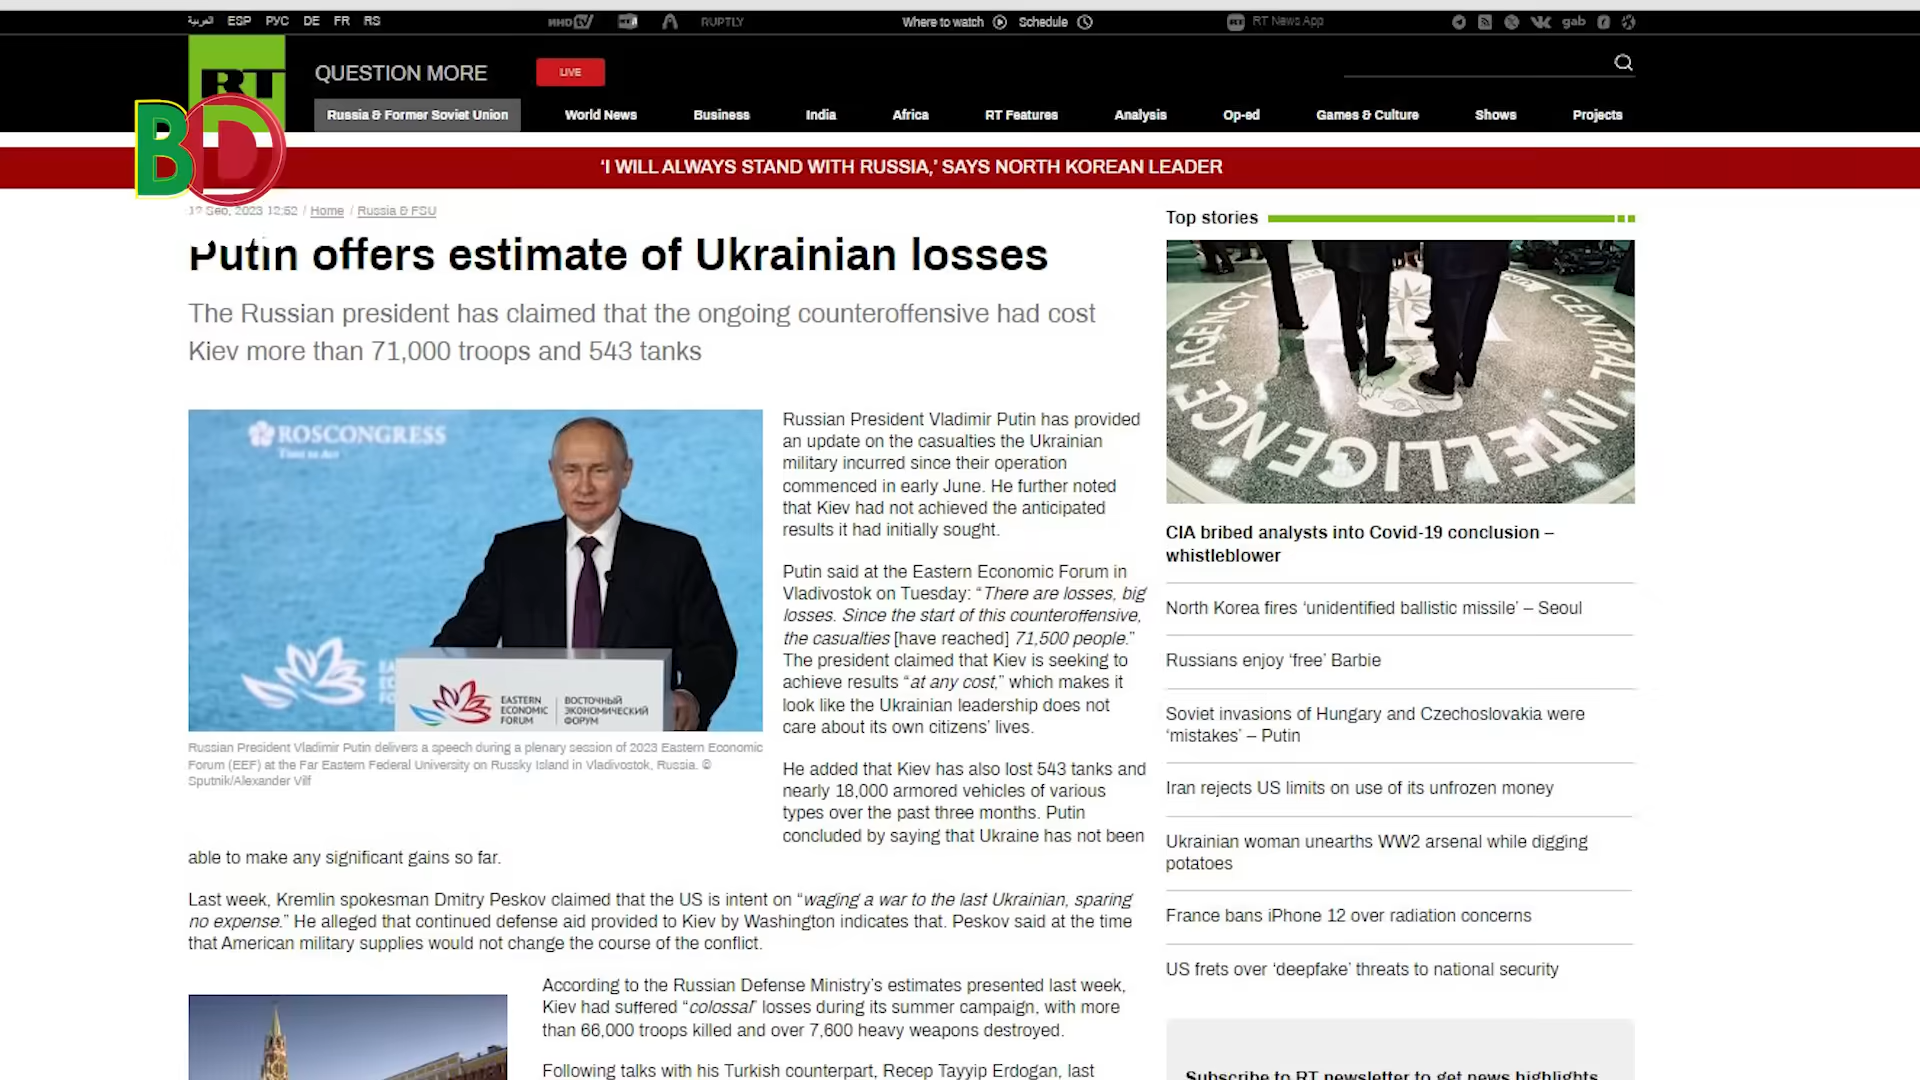 العربية ESP РУС DE FR RS
ИНОTV RUPTLY
Where to watch Schedule
RT News App
gab
RT
QUESTION MORE
LIVE
Russia & Former Soviet Union World News Business India Africa RT Features Analysis Op-ed Games & Culture Shows Projects
BD
‘I WILL ALWAYS STAND WITH RUSSIA,’ SAYS NORTH KOREAN LEADER
12 Sep, 2023 12:52 / Home / Russia & FSU
Putin offers estimate of Ukrainian losses
The Russian president has claimed that the ongoing counteroffensive had cost
Kiev more than 71,000 troops and 543 tanks
ROSCONGRESS
Time to Act
EASTERN
ECONOMIC
FORUM
ВОСТОЧНЫЙ
ЭКОНОМИЧЕСКИЙ
ФОРУМ
Russian President Vladimir Putin delivers a speech during a plenary session of 2023 Eastern Economic
Forum (EEF) at the Far Eastern Federal University on Russky Island in Vladivostok, Russia. ©
Sputnik/Alexander Vilf
Russian President Vladimir Putin has provided
an update on the casualties the Ukrainian
military incurred since their operation
commenced in early June. He further noted
that Kiev had not achieved the anticipated
results it had initially sought.
Putin said at the Eastern Economic Forum in
Vladivostok on Tuesday: “There are losses, big
losses. Since the start of this counteroffensive,
the casualties [have reached] 71,500 people.”
The president claimed that Kiev is seeking to
achieve results “at any cost,” which makes it
look like the Ukrainian leadership does not
care about its own citizens’ lives.
He added that Kiev has also lost 543 tanks and
nearly 18,000 armored vehicles of various
types over the past three months. Putin
concluded by saying that Ukraine has not been
able to make any significant gains so far.
Last week, Kremlin spokesman Dmitry Peskov claimed that the US is intent on “waging a war to the last Ukrainian, sparing
no expense.” He alleged that continued defense aid provided to Kiev by Washington indicates that. Peskov said at the time
that American military supplies would not change the course of the conflict.
According to the Russian Defense Ministry’s estimates presented last week,
Kiev had suffered “colossal” losses during its summer campaign, with more
than 66,000 troops killed and over 7,600 heavy weapons destroyed.
Following talks with his Turkish counterpart, Recep Tayyip Erdogan, last
Top stories
CENTRAL INTELLIGENCE AGENCY
CIA bribed analysts into Covid-19 conclusion –
whistleblower
North Korea fires ‘unidentified ballistic missile’ – Seoul
Russians enjoy ‘free’ Barbie
Soviet invasions of Hungary and Czechoslovakia were
‘mistakes’ – Putin
Iran rejects US limits on use of its unfrozen money
Ukrainian woman unearths WW2 arsenal while digging
potatoes
France bans iPhone 12 over radiation concerns
US frets over ‘deepfake’ threats to national security
Subscribe to RT newsletter to get news highlights